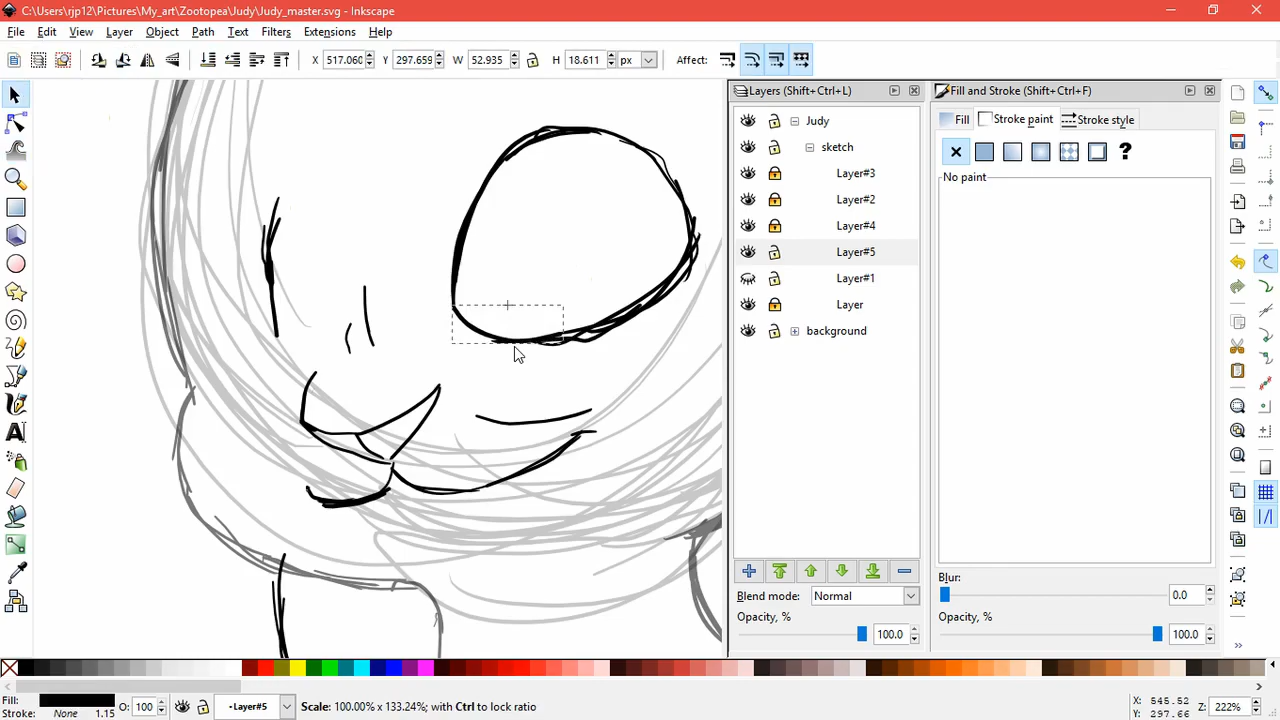 C:\Users\rjp12\Pictures\My_art\Zootopea\Judy\Judy_master.svg - Inkscape
File Edit View Layer Object Path Text Filters Extensions Help
X 517.060 Y 297.659 W 52.935 H 18.611 px Affect:
Layers (Shift+Ctrl+L) Fill and Stroke (Shift+Ctrl+F)
Judy Fill Stroke paint Stroke style
sketch
Layer#3 No paint
Layer#2
Layer#4
Layer#5
Layer#1
Layer
background
Blur:
0.0
Blend mode: Normal
Opacity, % Opacity, %
100.0 100.0
Fill: O: 100 Layer#5 Scale: 100.00% x 133.24%; with Ctrl to lock ratio X: 545.52 Z: 222%
Stroke: None 1.15 Y: 297.66